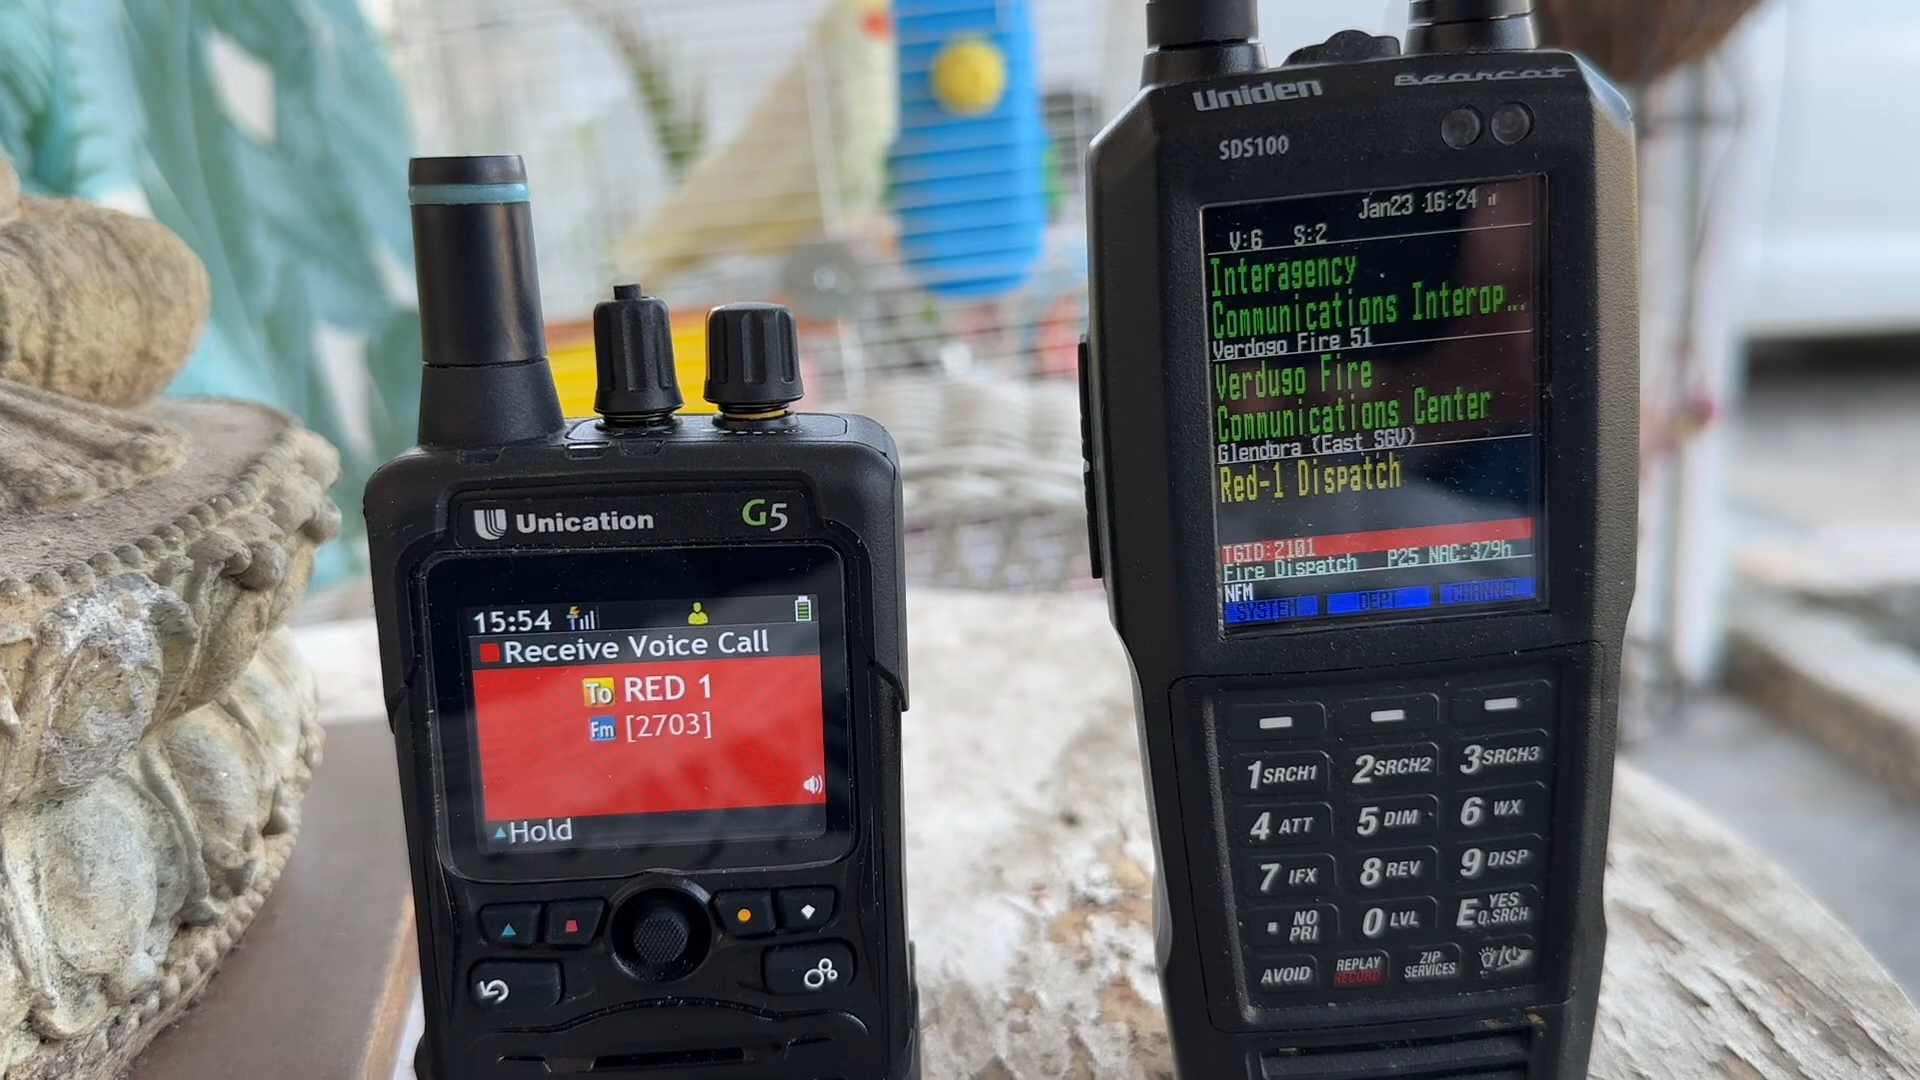 Unication G5
15:54
Receive Voice Call
To RED 1
Fm [2703]
Hold
Uniden Bearcat
SDS100
Jan23 16:24
V:6 S:2
Interagency
Communications Interop...
Verdogo Fire 51
Verdugo Fire
Communications Center
Glendora (East SGV)
Red-1 Dispatch
TGID:2101
Fire Dispatch P25 NAC:379h
NFM
SYSTEM DEPT CHANNEL
1 SRCH1 2 SRCH2 3 SRCH3
4 ATT 5 DIM 6 WX
7 IFX 8 REV 9 DISP
. NO PRI 0 LVL E YES Q.SRCH
AVOID REPLAY RECORD ZIP SERVICES